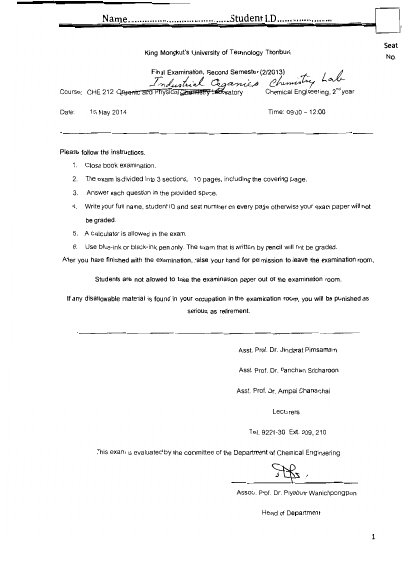 Name..............................Student I.D.....................
Seat
No.
King Mongkut's University of Technology Thonburi
Final Examination, Second Semester (2/2013)
Industrial Organics Chemistry Lab
Course: CHE 212 Organic and Physical Chemistry Laboratory Chemical Engineering, 2nd year
Date: 15 May 2014 Time: 09:00 – 12:00
Please follow the instructions.
1. Close book examination.
2. The exam is divided into 3 sections, 10 pages, including the covering page.
3. Answer each question in the provided space.
4. Write your full name, student ID and seat number on every page otherwise your exam paper will not
be graded.
5. A calculator is allowed in the exam.
6. Use blue-ink or black-ink pen only. The exam that is written by pencil will not be graded.
After you have finished with the examination, raise your hand for permission to leave the examination room.
Students are not allowed to take the examination paper out of the examination room.
If any disallowable material is found in your occupation in the examination room, you will be punished as
serious as retirement.
Asst. Prof. Dr. Jindarat Pimsamarn
Asst. Prof. Dr. Panchan Sricharoon
Asst. Prof. Dr. Ampai Chanachai
Lecturers
Tel. 9221-30 Ext. 209, 210
This exam is evaluated by the committee of the Department of Chemical Engineering
Assoc. Prof. Dr. Piyabutr Wanichpongpan
Head of Department
1